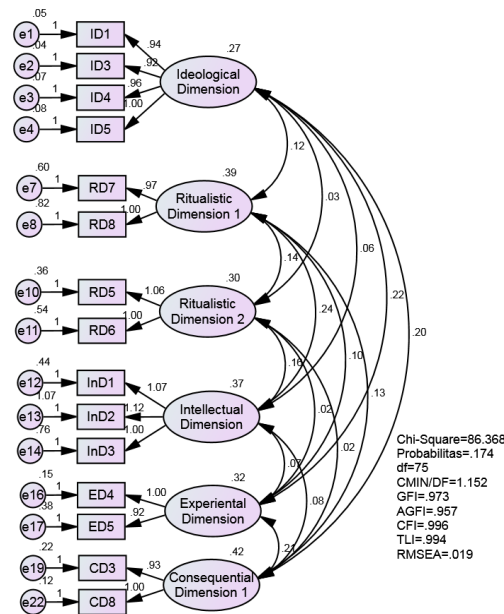 .05
e1 1 ID1
.04
e2 1 ID3
.07
e3 1 ID4
.08
e4 1 ID5
.94
.92
.96
1.00
.27
Ideological
Dimension
.60
e7 1 RD7
.82
e8 1 RD8
.97
1.00
.39
Ritualistic
Dimension 1
.36
e10 1 RD5
.54
e11 1 RD6
1.06
1.00
.30
Ritualistic
Dimension 2
.44
e12 1 InD1
1.07
e13 1 InD2
.76
e14 1 InD3
1.07
1.12
1.00
.37
Intellectual
Dimension
.15
e16 1 ED4
.38
e17 1 ED5
1.00
.92
.32
Experiental
Dimension
.22
e19 1 CD3
.12
e22 1 CD8
.93
1.00
.42
Consequential
Dimension 1
.12
.03
.06
.22
.20
.14
.24
.10
.13
.16
.02
.02
.07
.08
.21
Chi-Square=86.368
Probabilitas=.174
df=75
CMIN/DF=1.152
GFI=.973
AGFI=.957
CFI=.996
TLI=.994
RMSEA=.019